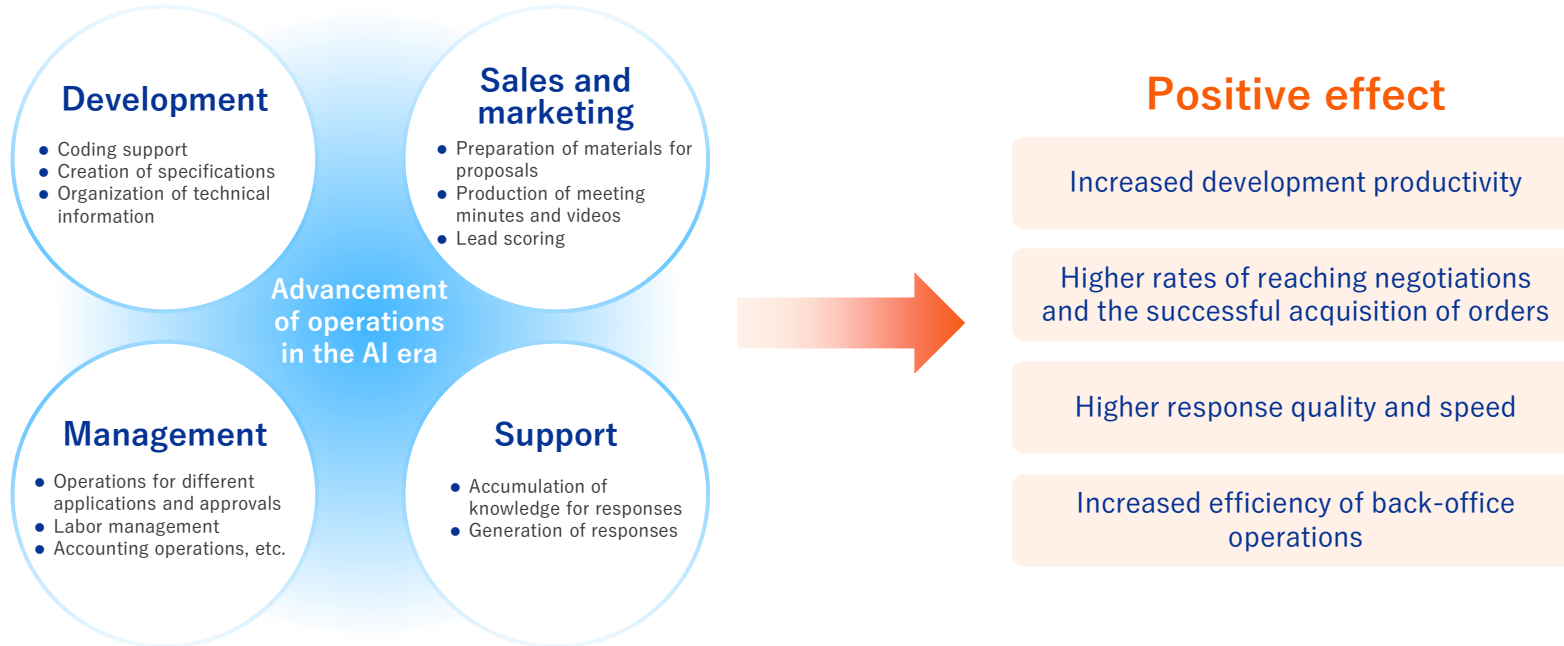 Development
● Coding support
● Creation of specifications
● Organization of technical
information
Sales and
marketing
● Preparation of materials for
proposals
● Production of meeting
minutes and videos
● Lead scoring
Advancement
of operations
in the AI era
Management
● Operations for different
applications and approvals
● Labor management
● Accounting operations, etc.
Support
● Accumulation of
knowledge for responses
● Generation of responses
Positive effect
Increased development productivity
Higher rates of reaching negotiations
and the successful acquisition of orders
Higher response quality and speed
Increased efficiency of back-office
operations